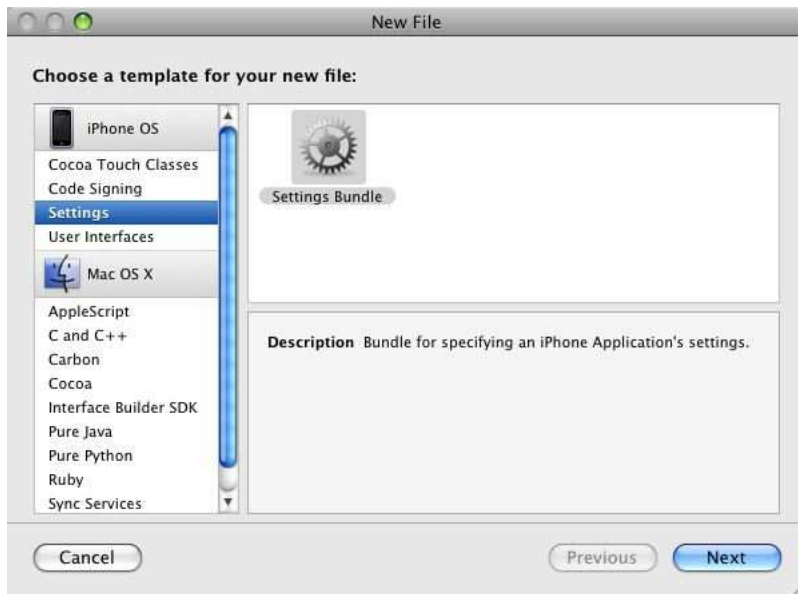 New File
Choose a template for your new file:
iPhone OS
Cocoa Touch Classes
Code Signing
Settings
User Interfaces
Mac OS X
AppleScript
C and C++
Carbon
Cocoa
Interface Builder SDK
Pure Java
Pure Python
Ruby
Sync Services
Settings Bundle
Description Bundle for specifying an iPhone Application's settings.
Cancel
Previous
Next